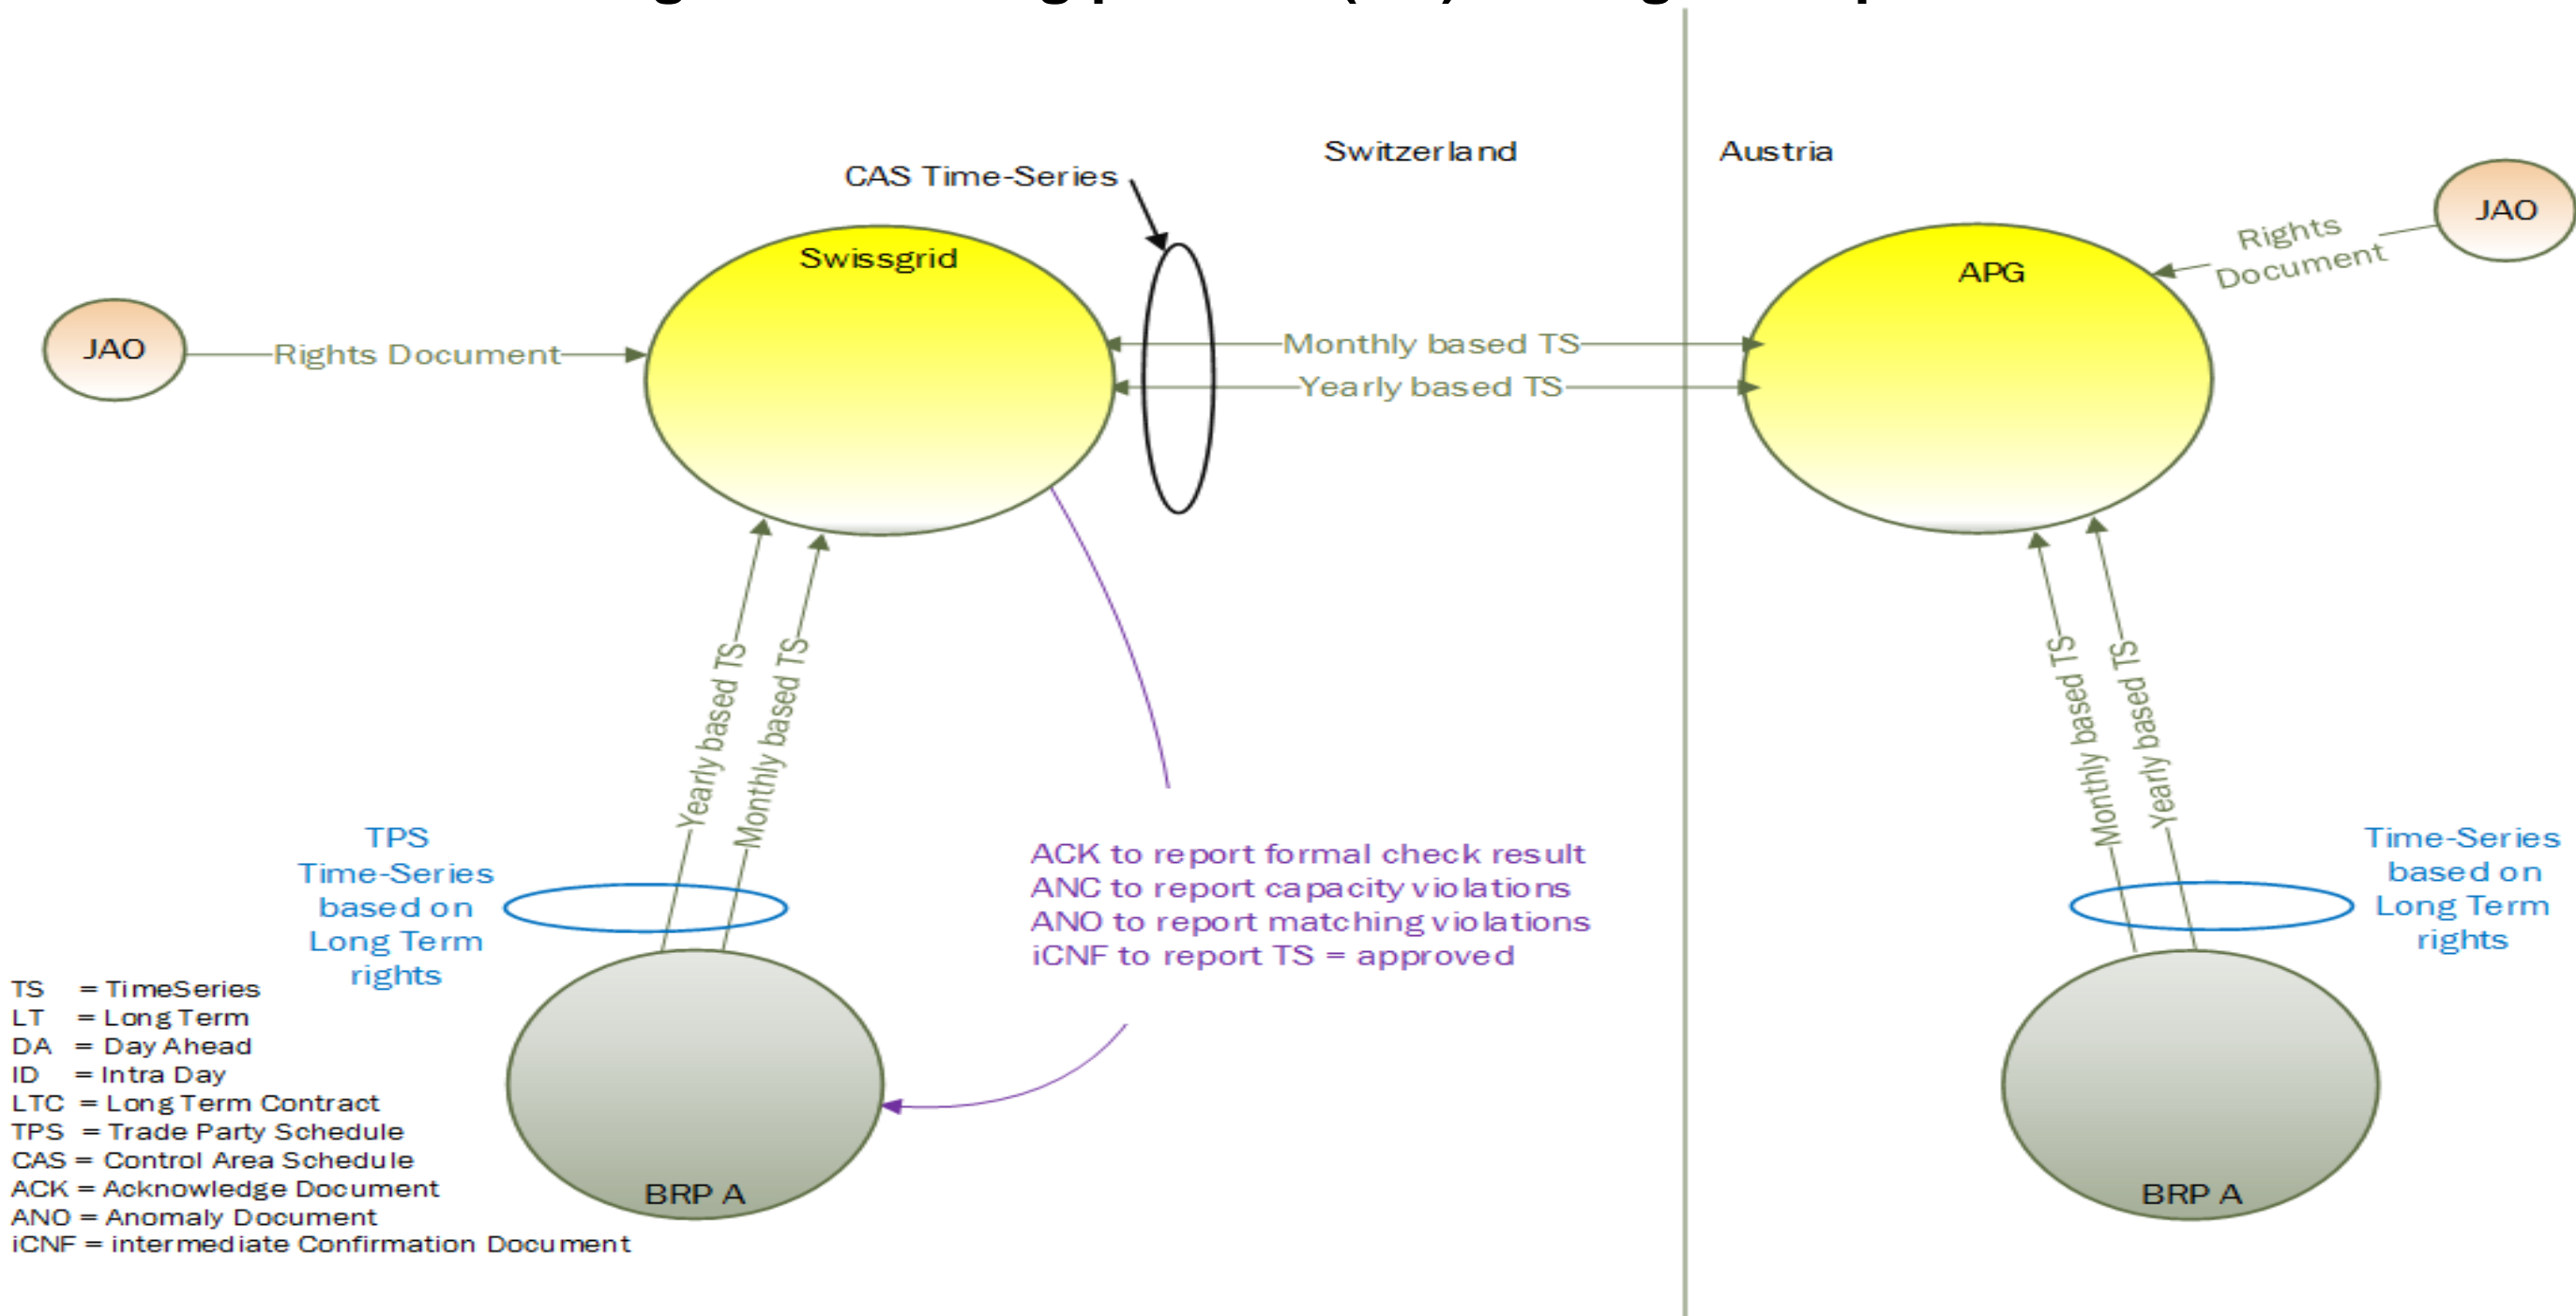 Switzerland
Austria
CAS Time-Series
JAO
Rights
Document
Swissgrid
APG
JAO
Rights Document
Monthly based TS
Yearly based TS
Yearly based TS
Monthly based TS
Monthly based TS
Yearly based TS
TPS
Time-Series
based on
Long Term
rights
ACK to report formal check result
ANC to report capacity violations
ANO to report matching violations
iCNF to report TS = approved
Time-Series
based on
Long Term
rights
TS = TimeSeries
LT = Long Term
DA = Day Ahead
ID = Intra Day
LTC = Long Term Contract
TPS = Trade Party Schedule
CAS = Control Area Schedule
ACK = Acknowledge Document
ANO = Anomaly Document
iCNF = intermediate Confirmation Document
BRP A
BRP A